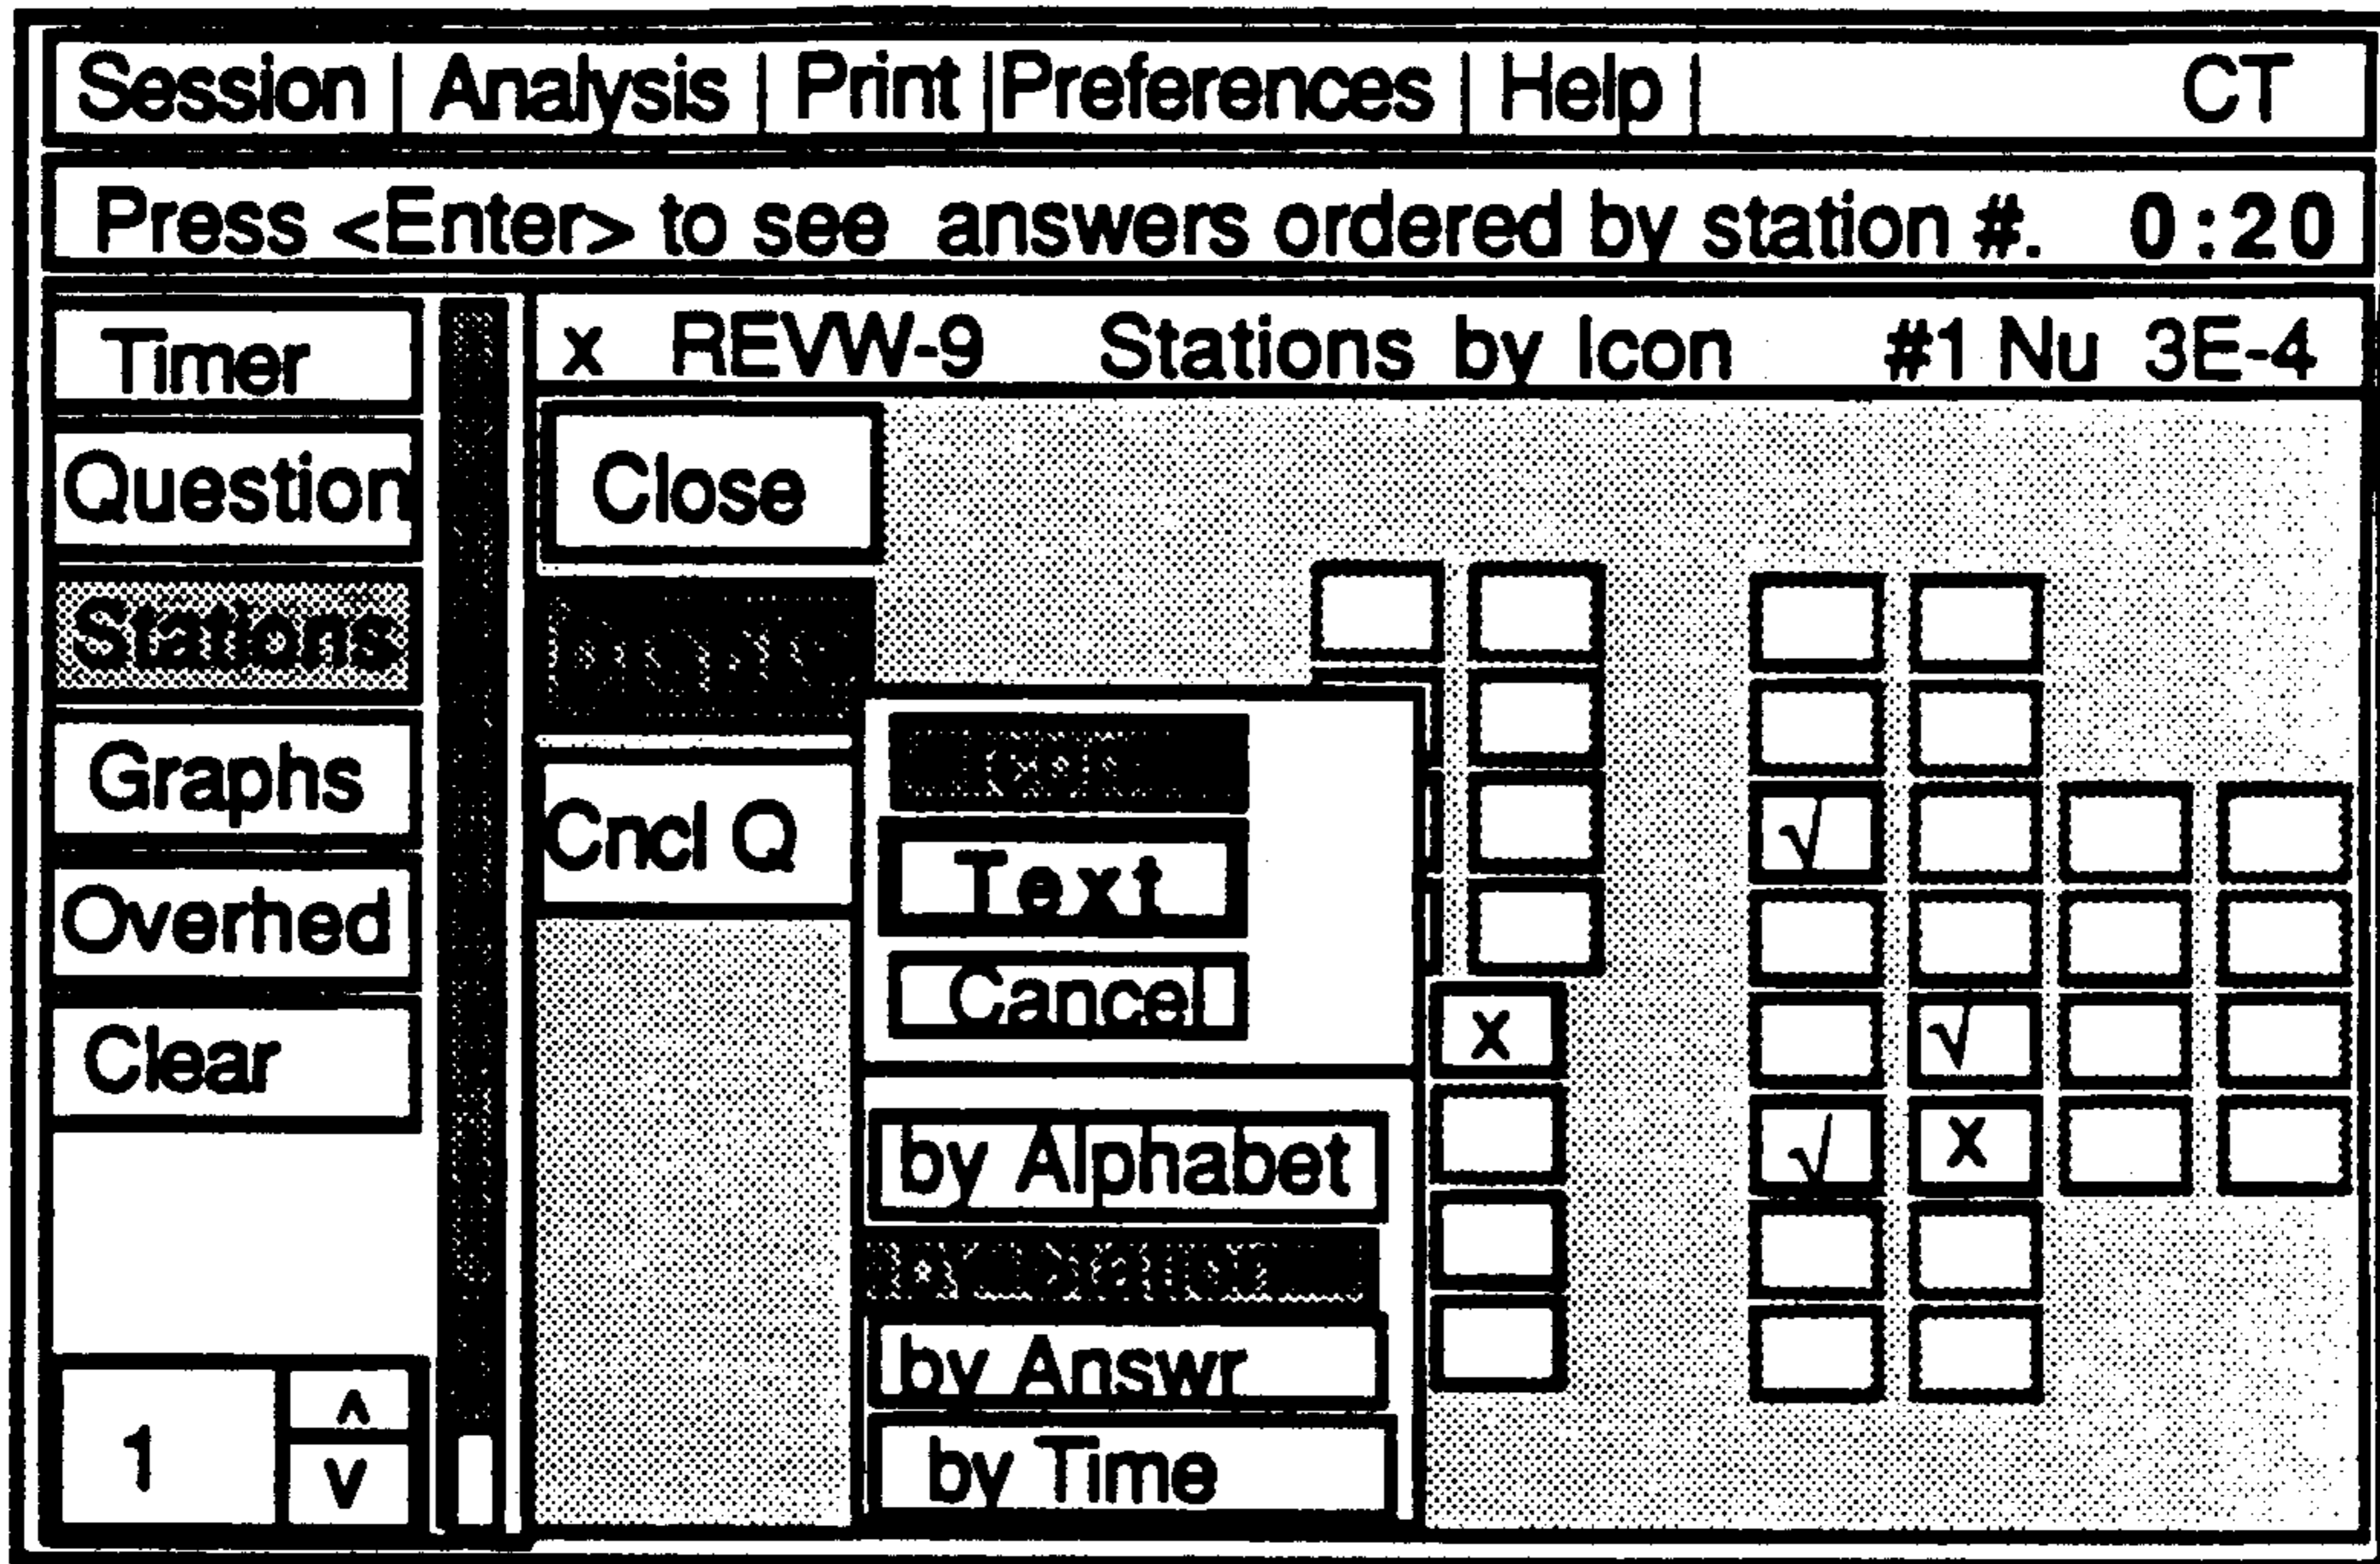 Session | Analysis | Print | Preferences | Help | CT
Press <Enter> to see answers ordered by station #. 0:20
x REVW-9 Stations by Icon #1 Nu 3E-4
Timer
Question
Stations
Graphs
Overhed
Clear
1
^
v
Close
Cncl Q
Icon
Text
Cancel
by Alphabet
by Answr
by Time
√
x
√
√
x